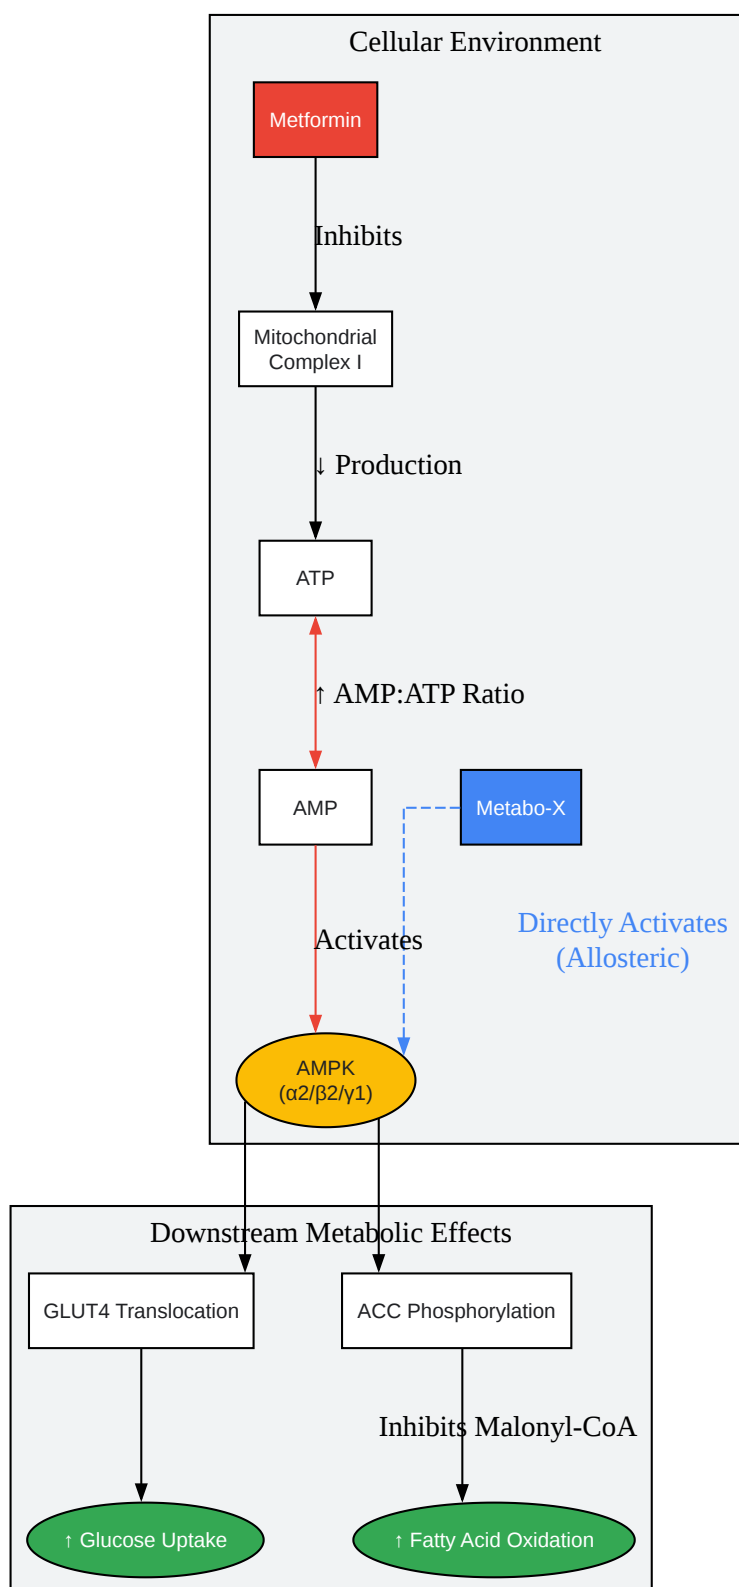 Cellular Environment
Metformin
Inhibits
Mitochondrial
Complex I
↓ Production
ATP
↑ AMP:ATP Ratio
AMP
Metabo-X
Activates
Directly Activates
(Allosteric)
AMPK
(α2/β2/γ1)
Downstream Metabolic Effects
GLUT4 Translocation
ACC Phosphorylation
Inhibits Malonyl-CoA
↑ Glucose Uptake
↑ Fatty Acid Oxidation